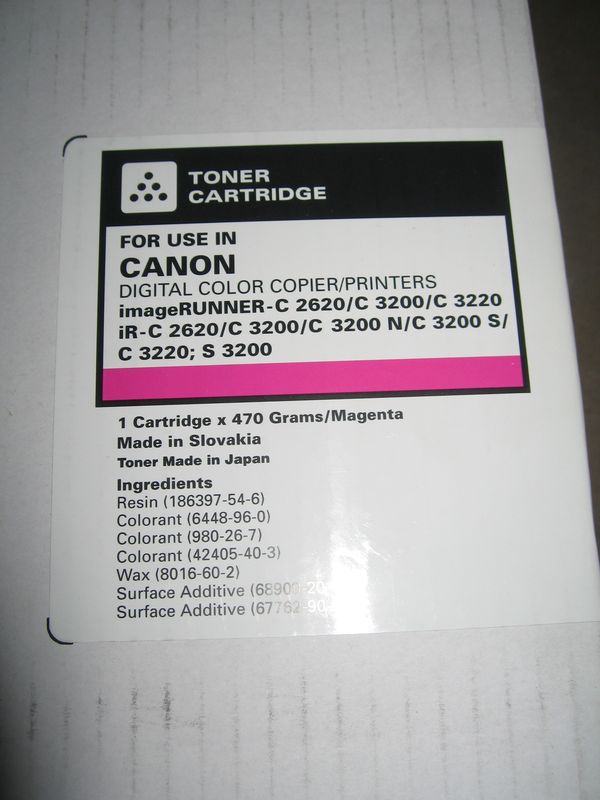 TONER
CARTRIDGE
FOR USE IN
CANON
DIGITAL COLOR COPIER/PRINTERS
imageRUNNER-C 2620/C 3200/C 3220
iR-C 2620/C 3200/C 3200 N/C 3200 S/
C 3220; S 3200
1 Cartridge x 470 Grams/Magenta
Made in Slovakia
Toner Made in Japan
Ingredients
Resin (186397-54-6)
Colorant (6448-96-0)
Colorant (980-26-7)
Colorant (42405-40-3)
Wax (8016-60-2)
Surface Additive
Surface Additive